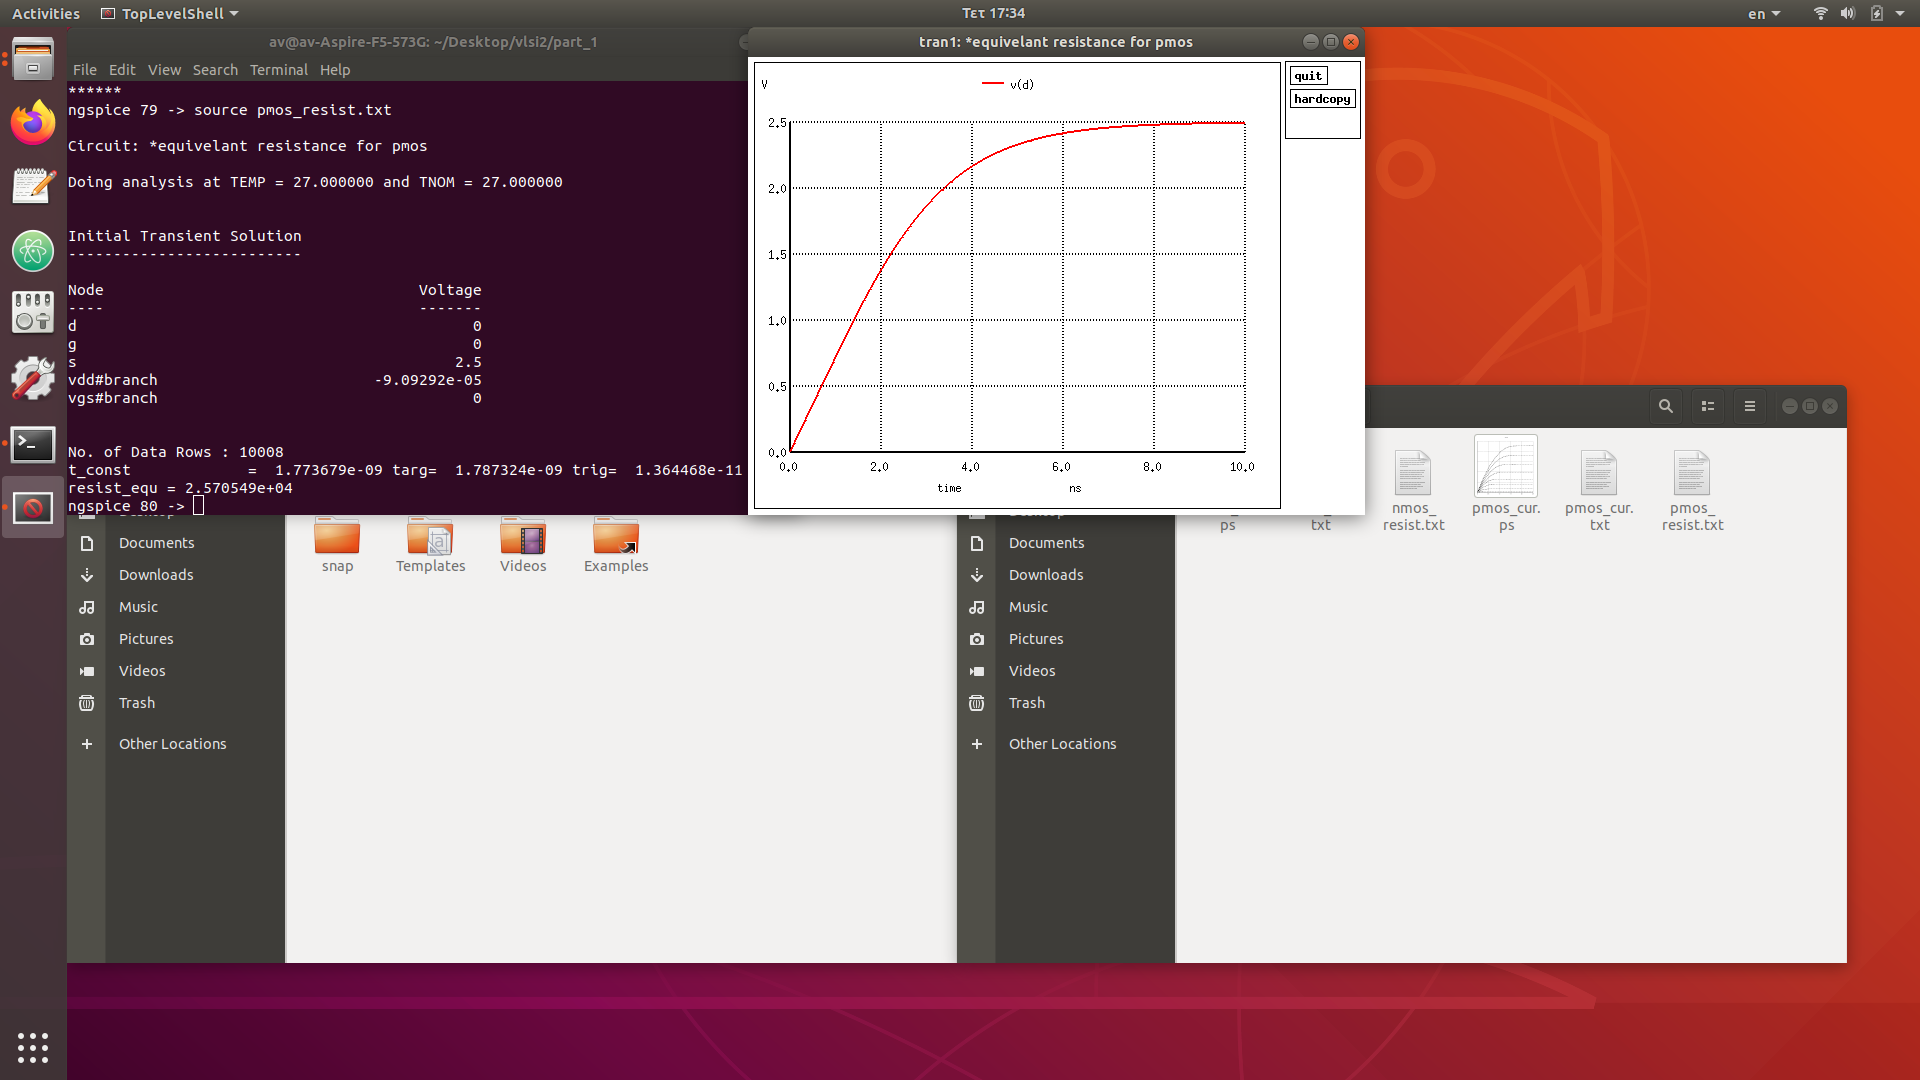 Activities
TopLevelShell
Τετ 17:34
en
av@av-Aspire-F5-573G: ~/Desktop/vlsi2/part_1
File Edit View Search Terminal Help
******
ngspice 79 -> source pmos_resist.txt
Circuit: *equivelant resistance for pmos
Doing analysis at TEMP = 27.000000 and TNOM = 27.000000
Initial Transient Solution
--------------------------
Node Voltage
---- -------
d 0
g 0
s 2.5
vdd#branch -9.09292e-05
vgs#branch 0
No. of Data Rows : 10008
t_const = 1.773679e-09 targ= 1.787324e-09 trig= 1.364468e-11
resist_equ = 2.570549e+04
ngspice 80 ->
tran1: *equivelant resistance for pmos
V
v(d)
quit
hardcopy
2.5
2.0
1.5
1.0
0.5
0.0
0.0 2.0 4.0 6.0 8.0 10.0
time ns
Documents
Downloads
Music
Pictures
Videos
Trash
Other Locations
snap
Templates
Videos
Examples
Documents
Downloads
Music
Pictures
Videos
Trash
Other Locations
ps
txt
nmos_
resist.txt
pmos_cur.
ps
pmos_cur.
txt
pmos_
resist.txt